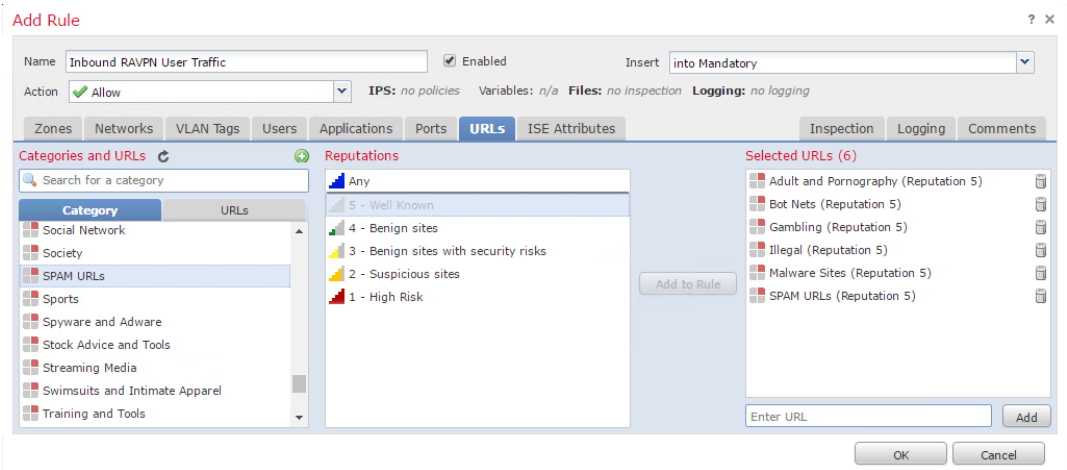 Add Rule ? ×
Name Inbound RAVPN User Traffic Enabled Insert into Mandatory
Action Allow IPS: no policies Variables: n/a Files: no inspection Logging: no logging
Zones Networks VLAN Tags Users Applications Ports URLs ISE Attributes Inspection Logging Comments
Categories and URLs Reputations Selected URLs (6)
Search for a category
Category URLs
Social Network
Society
SPAM URLs
Sports
Spyware and Adware
Stock Advice and Tools
Streaming Media
Swimsuits and Intimate Apparel
Training and Tools
Any
5 - Well Known
4 - Benign sites
3 - Benign sites with security risks
2 - Suspicious sites
1 - High Risk
Add to Rule
Adult and Pornography (Reputation 5)
Bot Nets (Reputation 5)
Gambling (Reputation 5)
Illegal (Reputation 5)
Malware Sites (Reputation 5)
SPAM URLs (Reputation 5)
Enter URL Add
OK Cancel